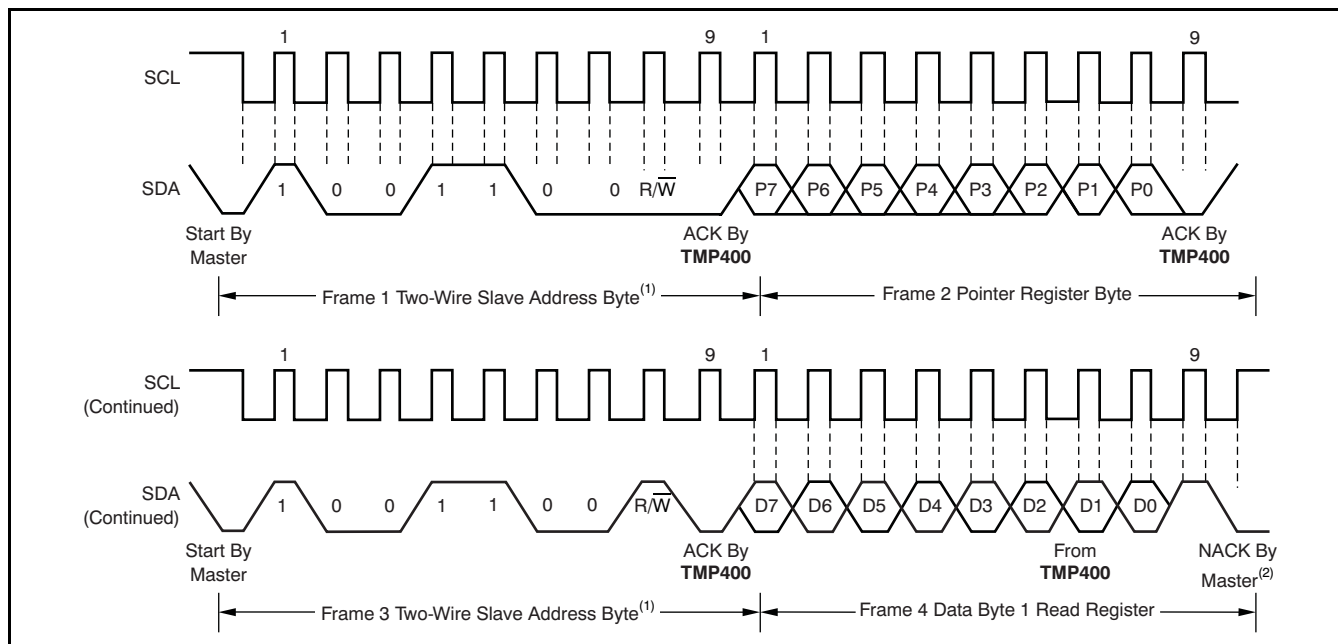 1 9 1 9
SCL
SDA 1 0 0 1 1 0 0 R/W̅ P7 P6 P5 P4 P3 P2 P1 P0
Start By ACK By ACK By
Master TMP400 TMP400
Frame 1 Two-Wire Slave Address Byte(1) Frame 2 Pointer Register Byte
1 9 1 9
SCL
(Continued)
SDA
(Continued) 1 0 0 1 1 0 0 R/W̅ D7 D6 D5 D4 D3 D2 D1 D0
Start By ACK By From NACK By
Master TMP400 TMP400 Master(2)
Frame 3 Two-Wire Slave Address Byte(1) Frame 4 Data Byte 1 Read Register